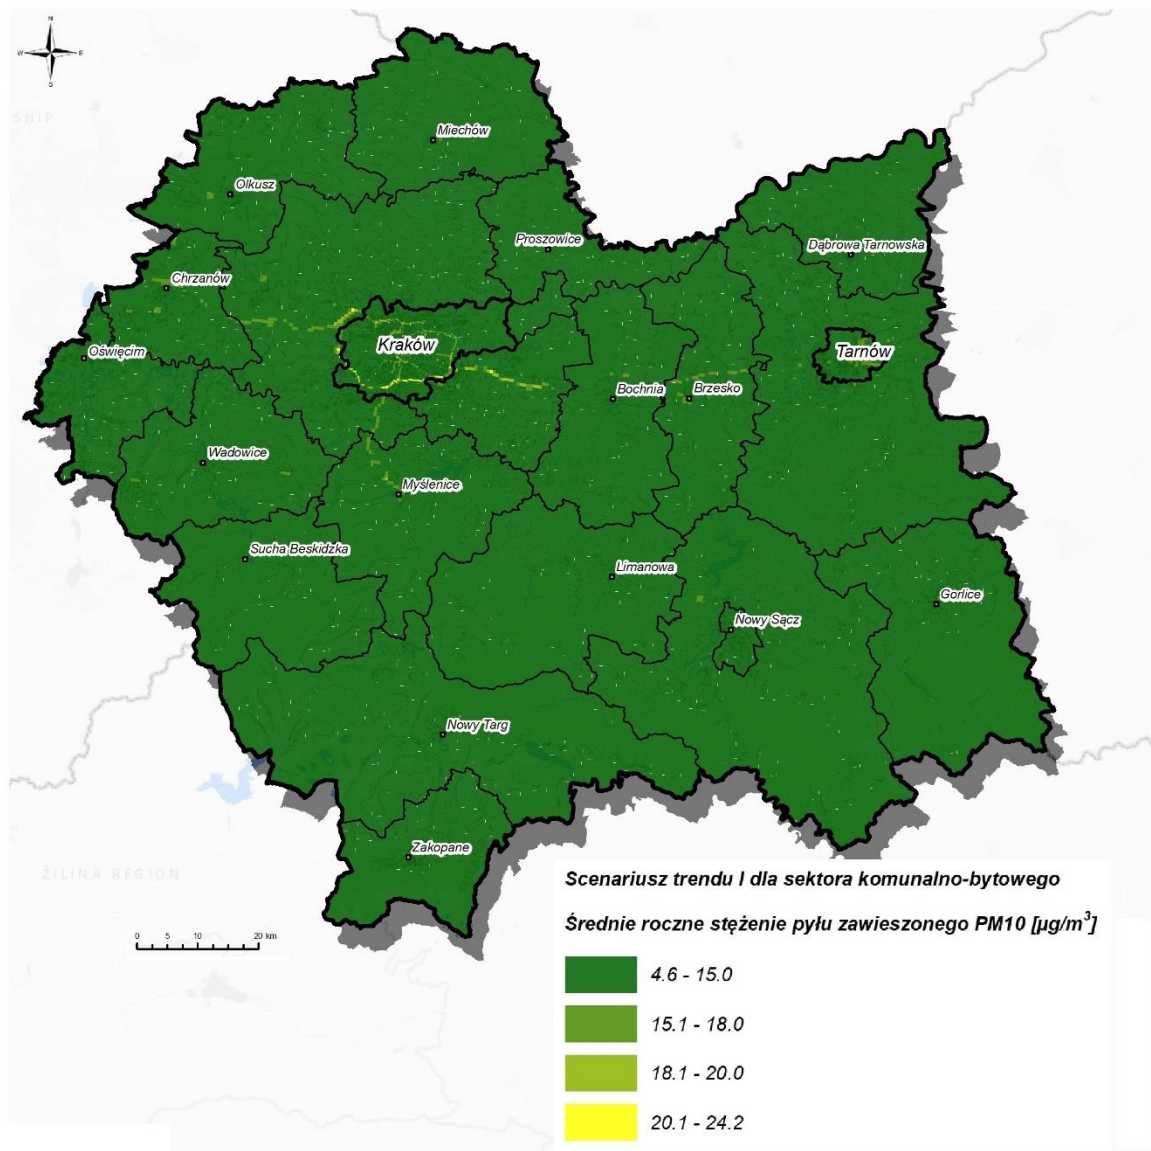 N
W E
S
SHIP
Miechów
Olkusz
Proszowice
Dąbrowa Tarnowska
Chrzanów
Kraków
Tarnów
Oświęcim
Bochnia
Brzesko
Wadowice
Myślenice
Sucha Beskidzka
Limanowa
Gorlice
Nowy Sącz
Nowy Targ
Zakopane
ŽILINA REGION
0 5 10 20 km
Scenariusz trendu I dla sektora komunalno-bytowego
Średnie roczne stężenie pyłu zawieszonego PM10 [µg/m³]
4.6 - 15.0
15.1 - 18.0
18.1 - 20.0
20.1 - 24.2